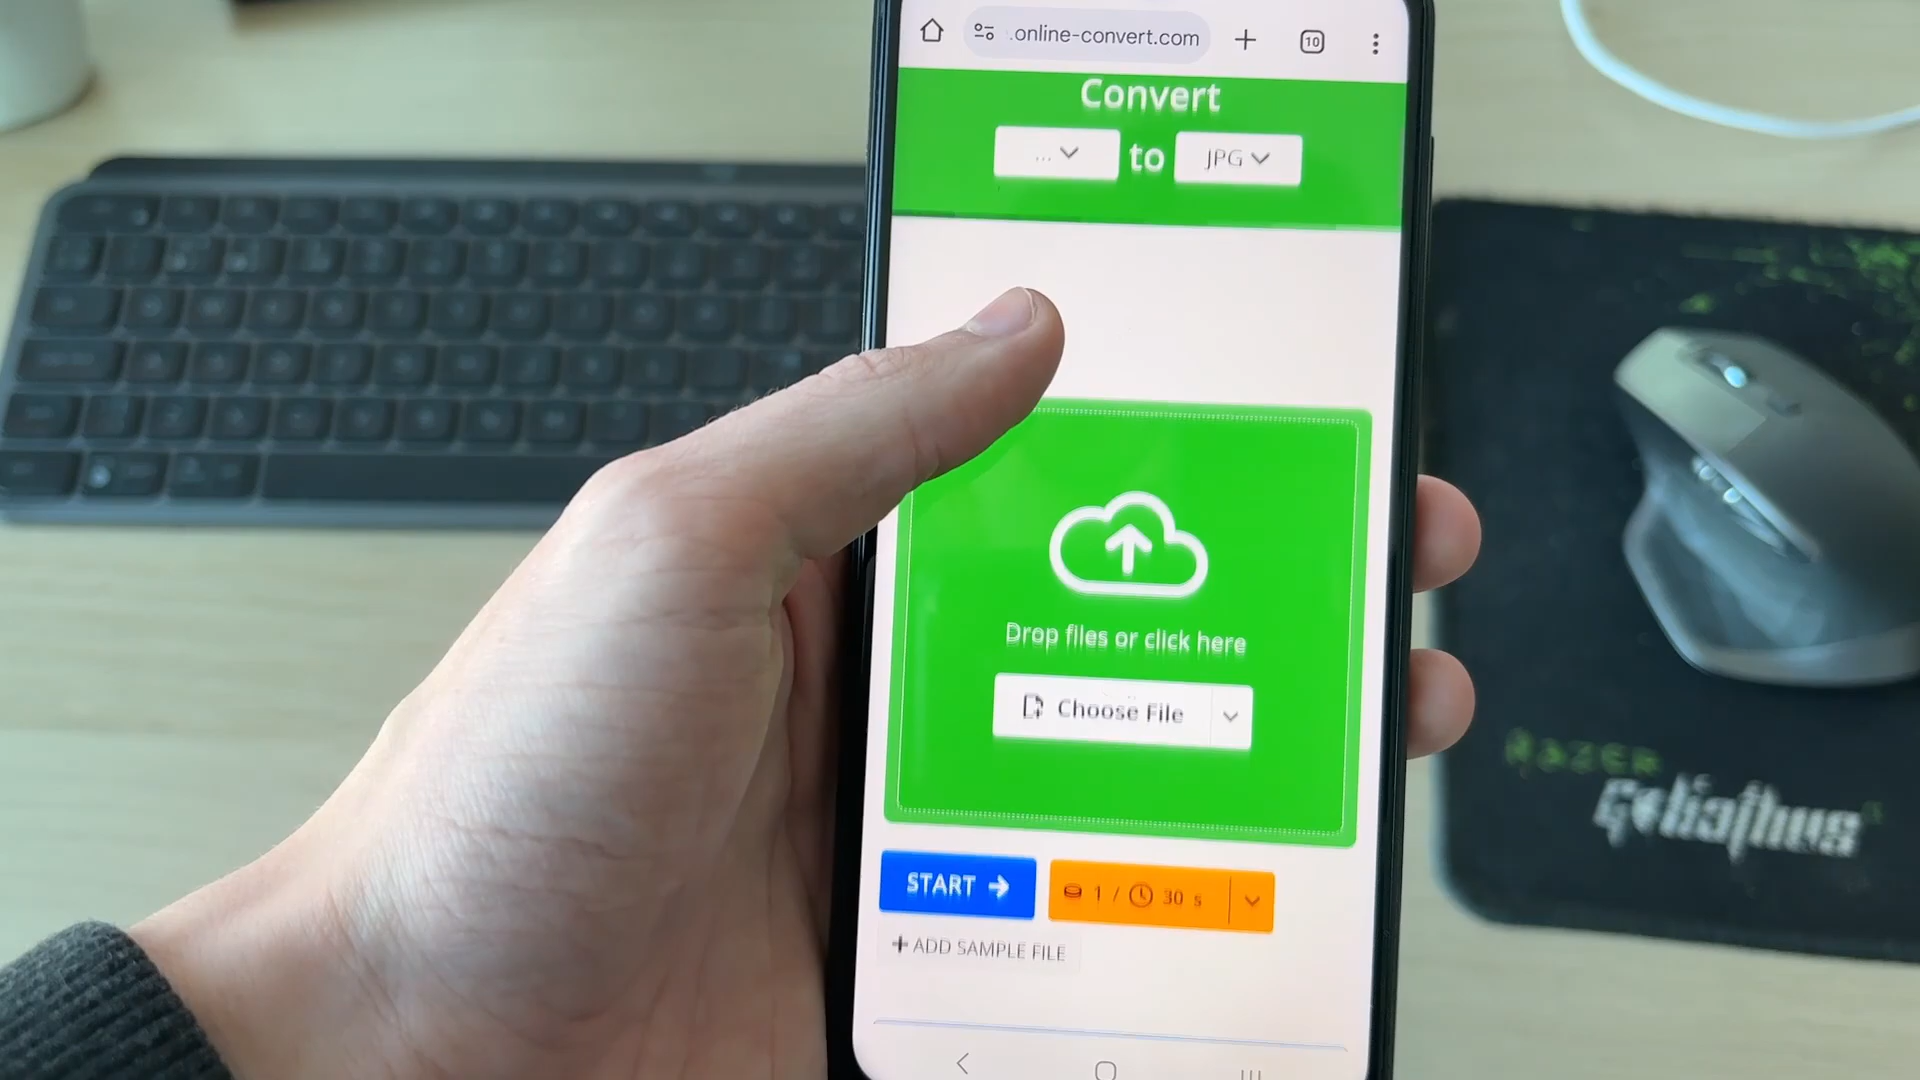 .online-convert.com
10
Convert
... to JPG
Drop files or click here
Choose File
START
1 / 30 s
+ ADD SAMPLE FILE
RAZER
Goliathus